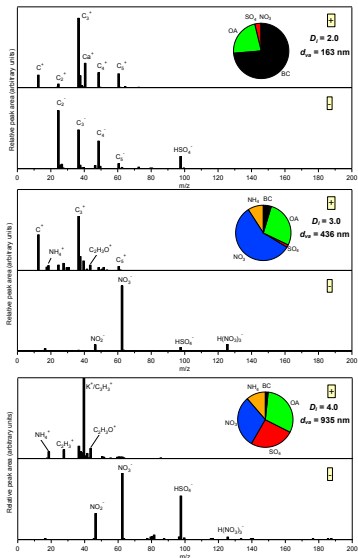 Relative peak area (arbitrary units)
C₃⁺
C⁺
C₂⁺
Ca⁺
C₄⁺
C₅⁺
SO₄
NO₃
OA
BC
+
Dᵢ = 2.0
dᵥₐ = 163 nm
C₂⁻
C₃⁻
C₄⁻
C₅⁻
HSO₄⁻
-
0 20 40 60 80 100 120 140 160 180 200
m/z
Relative peak area (arbitrary units)
C⁺
NH₄⁺
C₃⁺
C₂H₃O⁺
C₅⁺
NH₄
BC
OA
SO₄
NO₃
+
Dᵢ = 3.0
dᵥₐ = 436 nm
NO₂⁻
NO₃⁻
HSO₄⁻
H(NO₃)₂⁻
-
0 20 40 60 80 100 120 140 160 180 200
m/z
Relative peak area (arbitrary units)
NH₄⁺
C₂H₃⁺
K⁺/C₃H₃⁺
C₂H₃O⁺
NH₄
BC
OA
NO₃
SO₄
+
Dᵢ = 4.0
dᵥₐ = 935 nm
NO₂⁻
NO₃⁻
HSO₄⁻
H(NO₃)₂⁻
-
0 20 40 60 80 100 120 140 160 180 200
m/z